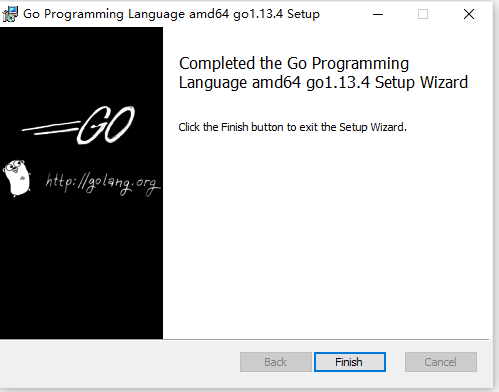 Go Programming Language amd64 go1.13.4 Setup
Completed the Go Programming
Language amd64 go1.13.4 Setup Wizard
Click the Finish button to exit the Setup Wizard.
GO
http://golang.org
Back
Finish
Cancel